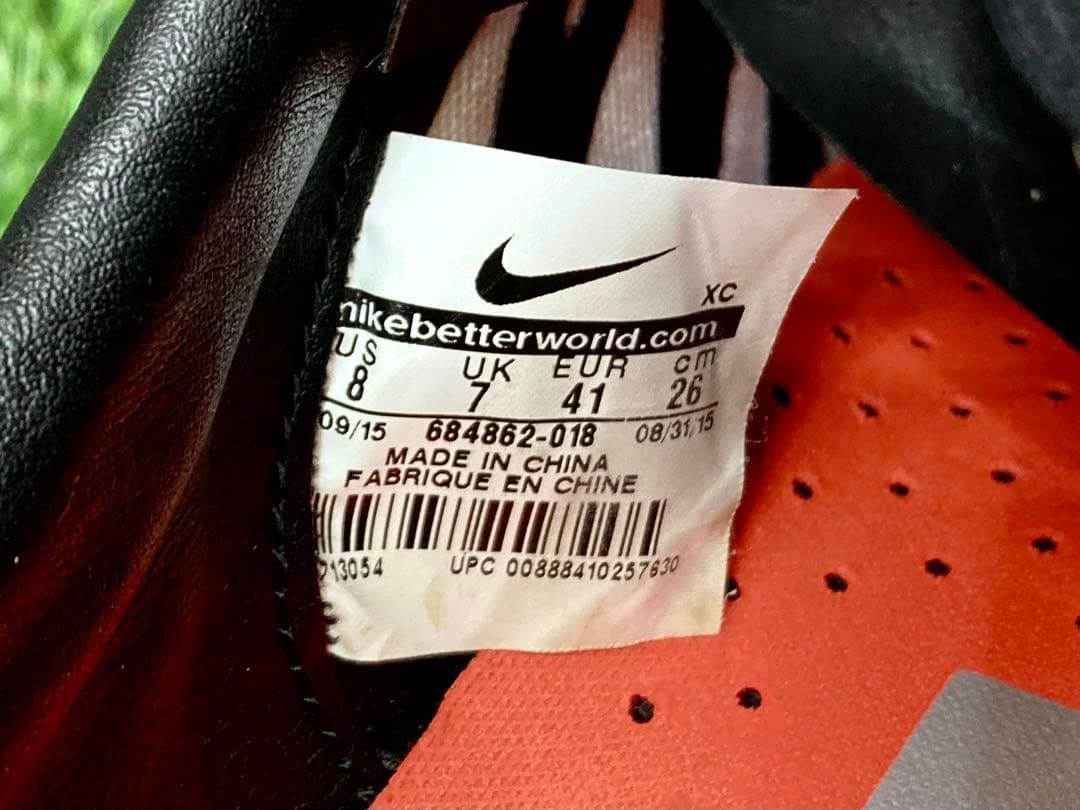 XC
nikebetterworld.com
US UK EUR cm
8 7 41 26
09/15 684862-018 08/31/15
MADE IN CHINA
FABRIQUE EN CHINE
713054 UPC 00888410257630